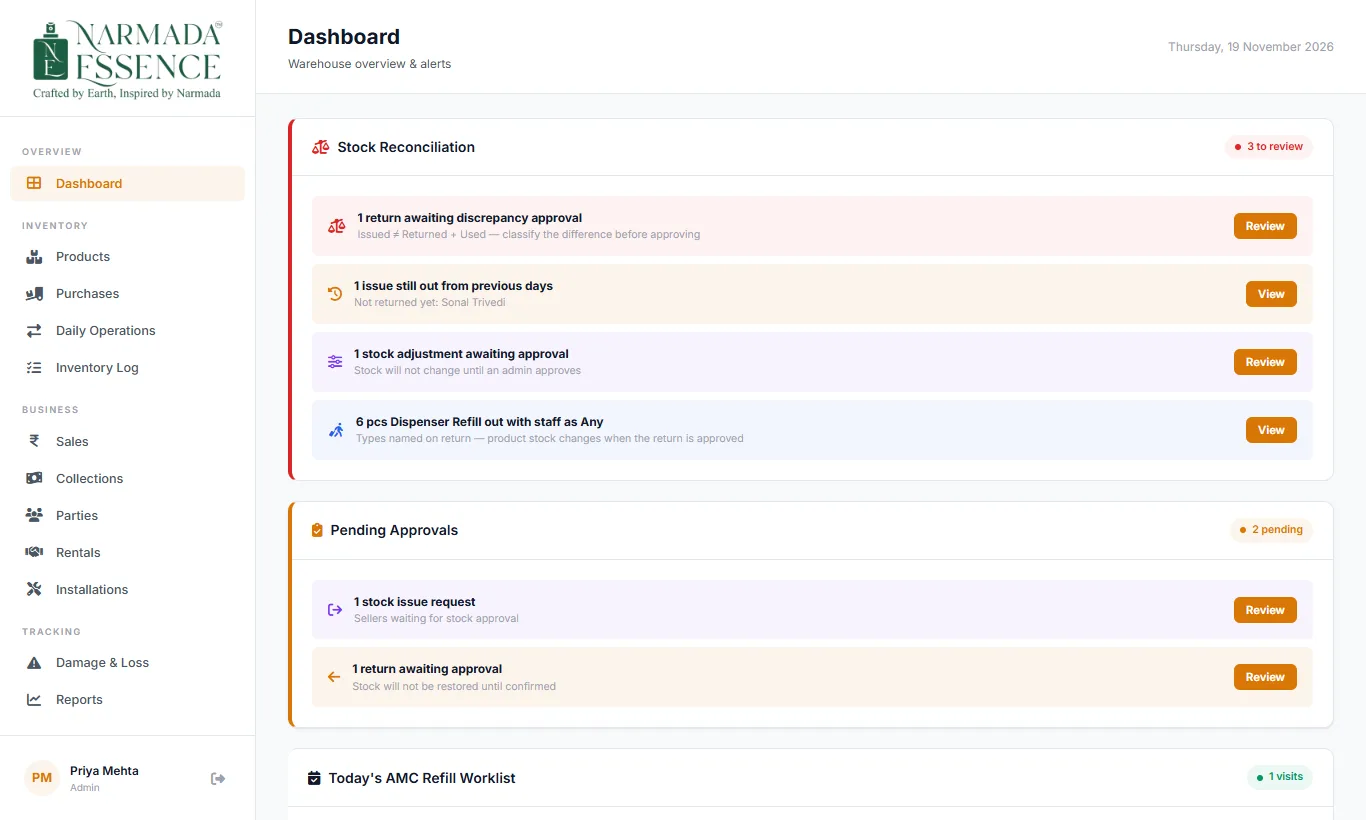 NARMADA
ESSENCE
NE
Crafted by Earth, Inspired by Narmada
OVERVIEW
Dashboard
INVENTORY
Products
Purchases
Daily Operations
Inventory Log
BUSINESS
₹ Sales
Collections
Parties
Rentals
Installations
TRACKING
Damage & Loss
Reports
PM
Priya Mehta
Admin
Dashboard
Warehouse overview & alerts
Thursday, 19 November 2026
Stock Reconciliation
3 to review
1 return awaiting discrepancy approval
Issued ≠ Returned + Used — classify the difference before approving
Review
1 issue still out from previous days
Not returned yet: Sonal Trivedi
View
1 stock adjustment awaiting approval
Stock will not change until an admin approves
Review
6 pcs Dispenser Refill out with staff as Any
Types named on return — product stock changes when the return is approved
View
Pending Approvals
2 pending
1 stock issue request
Sellers waiting for stock approval
Review
1 return awaiting approval
Stock will not be restored until confirmed
Review
Today's AMC Refill Worklist
1 visits